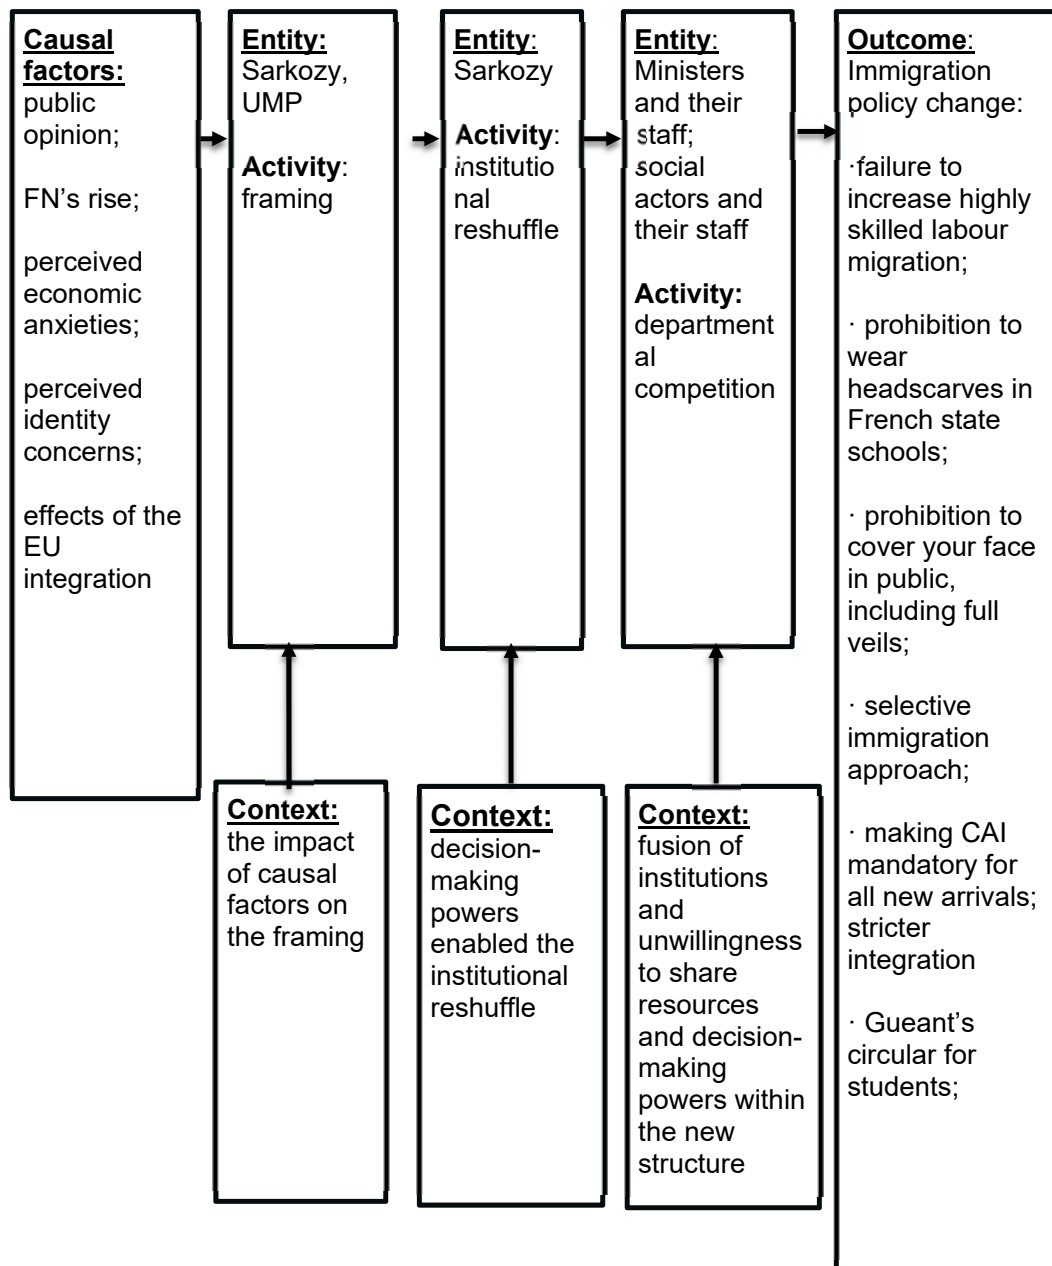 Causal
factors:
public
opinion;
FN’s rise;
perceived
economic
anxieties;
perceived
identity
concerns;
effects of the
EU
integration
Entity:
Sarkozy,
UMP
Activity:
framing
Entity:
Sarkozy
Activity:
institutio
nal
reshuffle
Entity:
Ministers
and their
staff;
social
actors and
their staff
Activity:
department
al
competition
Outcome:
Immigration
policy change:
·failure to
increase highly
skilled labour
migration;
· prohibition to
wear
headscarves in
French state
schools;
· prohibition to
cover your face
in public,
including full
veils;
· selective
immigration
approach;
· making CAI
mandatory for
all new arrivals;
stricter
integration
· Gueant’s
circular for
students;
Context:
the impact
of causal
factors on
the framing
Context:
decision-
making
powers
enabled the
institutional
reshuffle
Context:
fusion of
institutions
and
unwillingness
to share
resources
and decision-
making
powers within
the new
structure